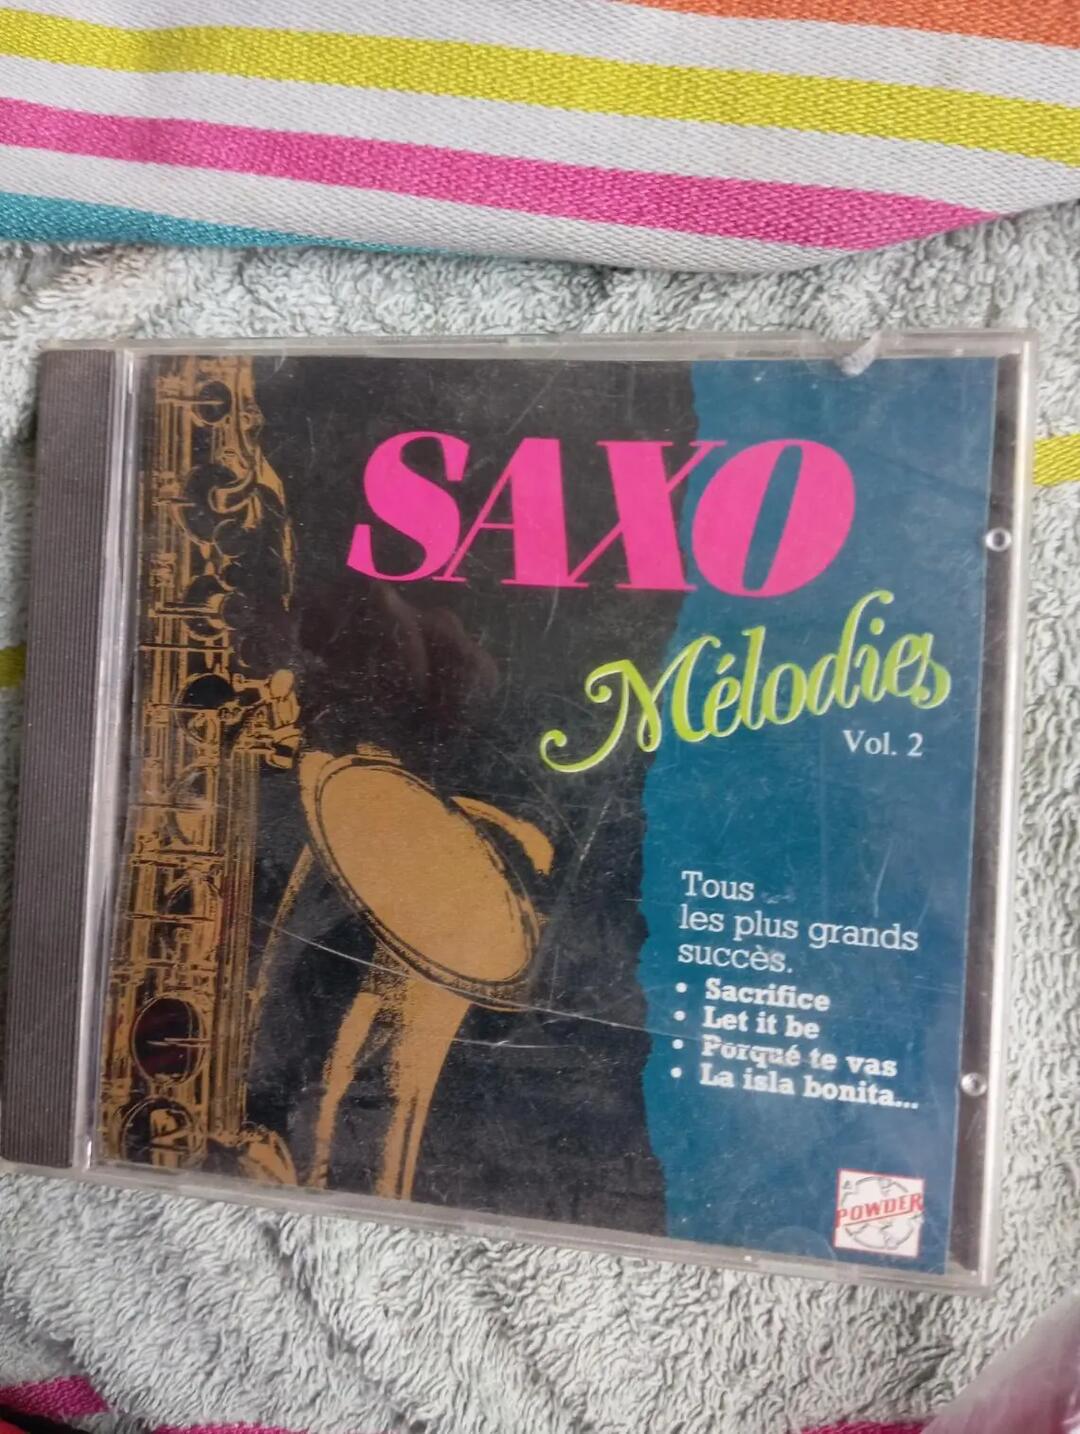 SAXO
Mélodies
Vol. 2
Tous
les plus grands
succès.
• Sacrifice
• Let it be
• Porqué te vas
• La isla bonita...
POWDER